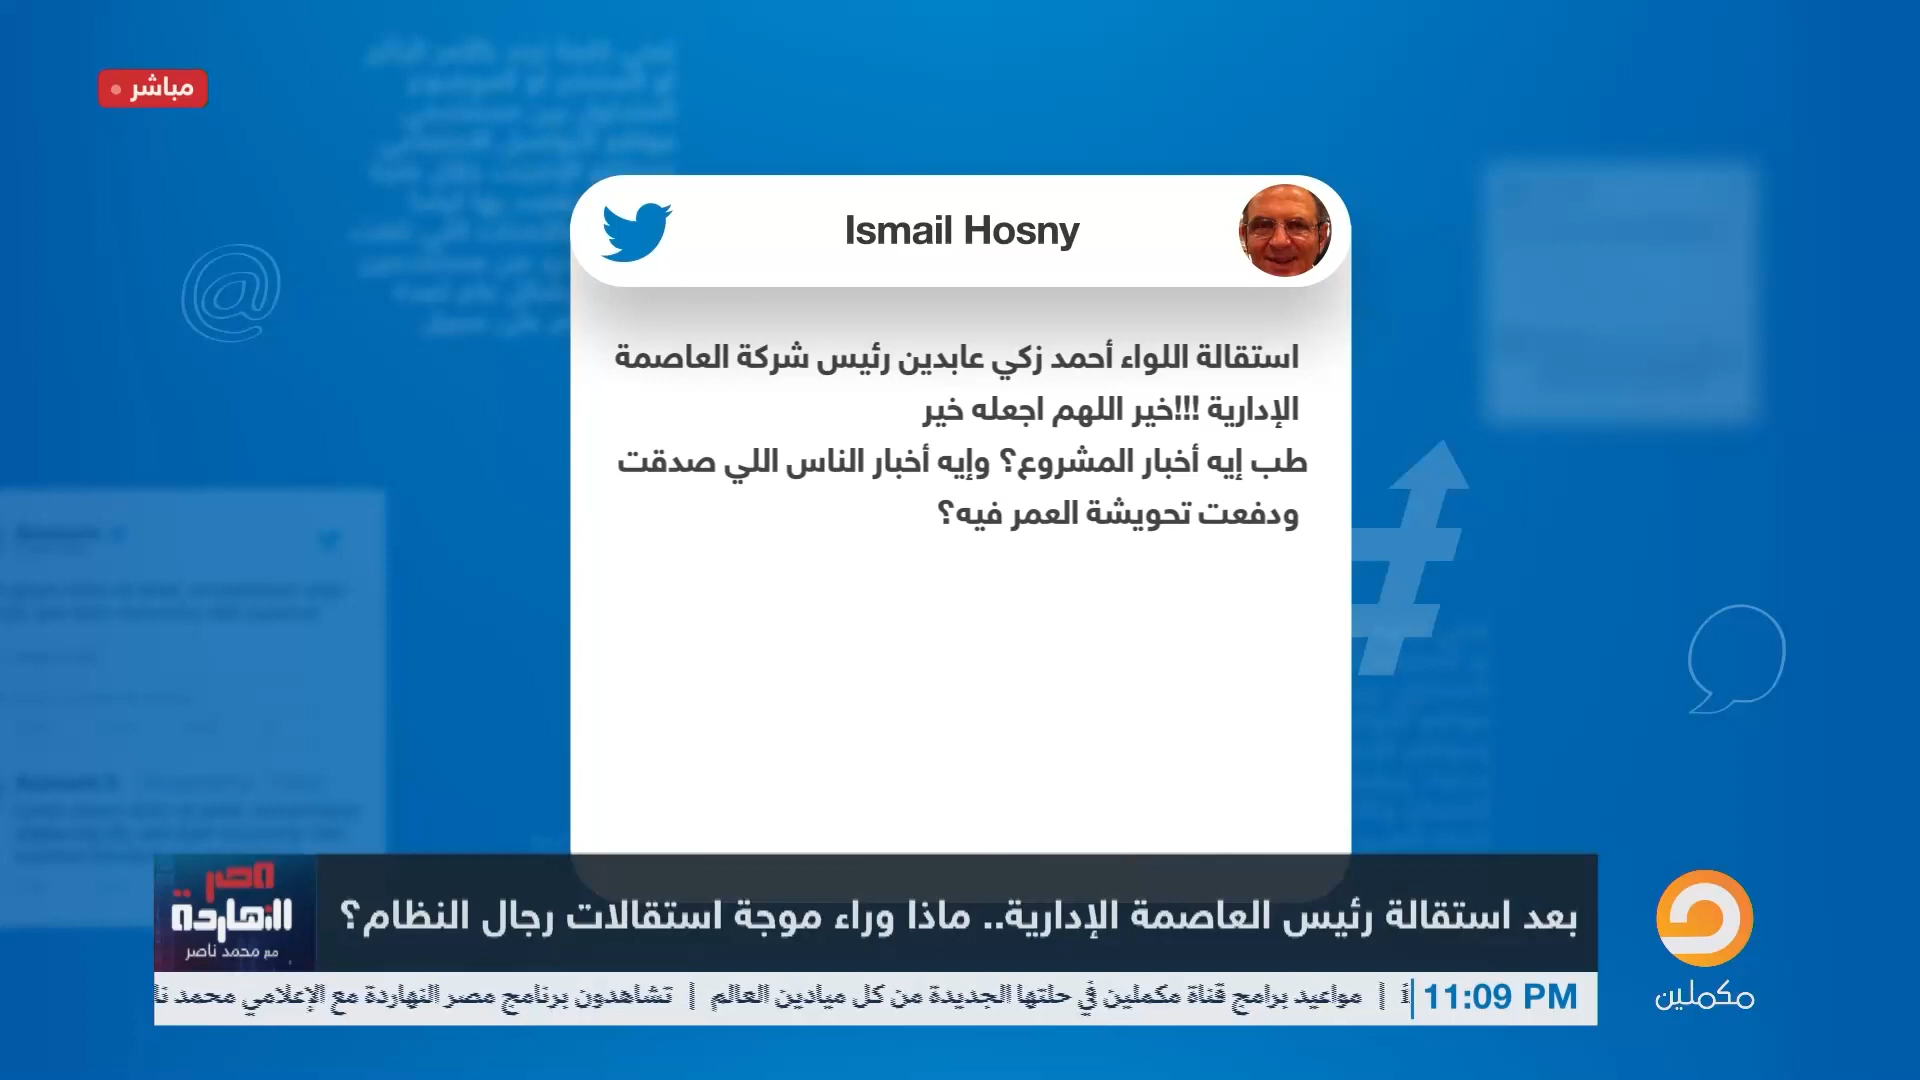 مباشر
Ismail Hosny
استقالة اللواء أحمد زكي عابدين رئيس شركة العاصمة
الإدارية !!!خير اللهم اجعله خير
طب إيه أخبار المشروع؟ وإيه أخبار الناس اللي صدقت
ودفعت تحويشة العمر فيه؟
مصر
النهاردة
مع محمد ناصر
بعد استقالة رئيس العاصمة الإدارية.. ماذا وراء موجة استقالات رجال النظام؟
11:09 PM
| مواعيد برامج قناة مكملين في حلتها الجديدة من كل ميادين العالم | تشاهدون برنامج مصر النهاردة مع الإعلامي محمد
مكملين